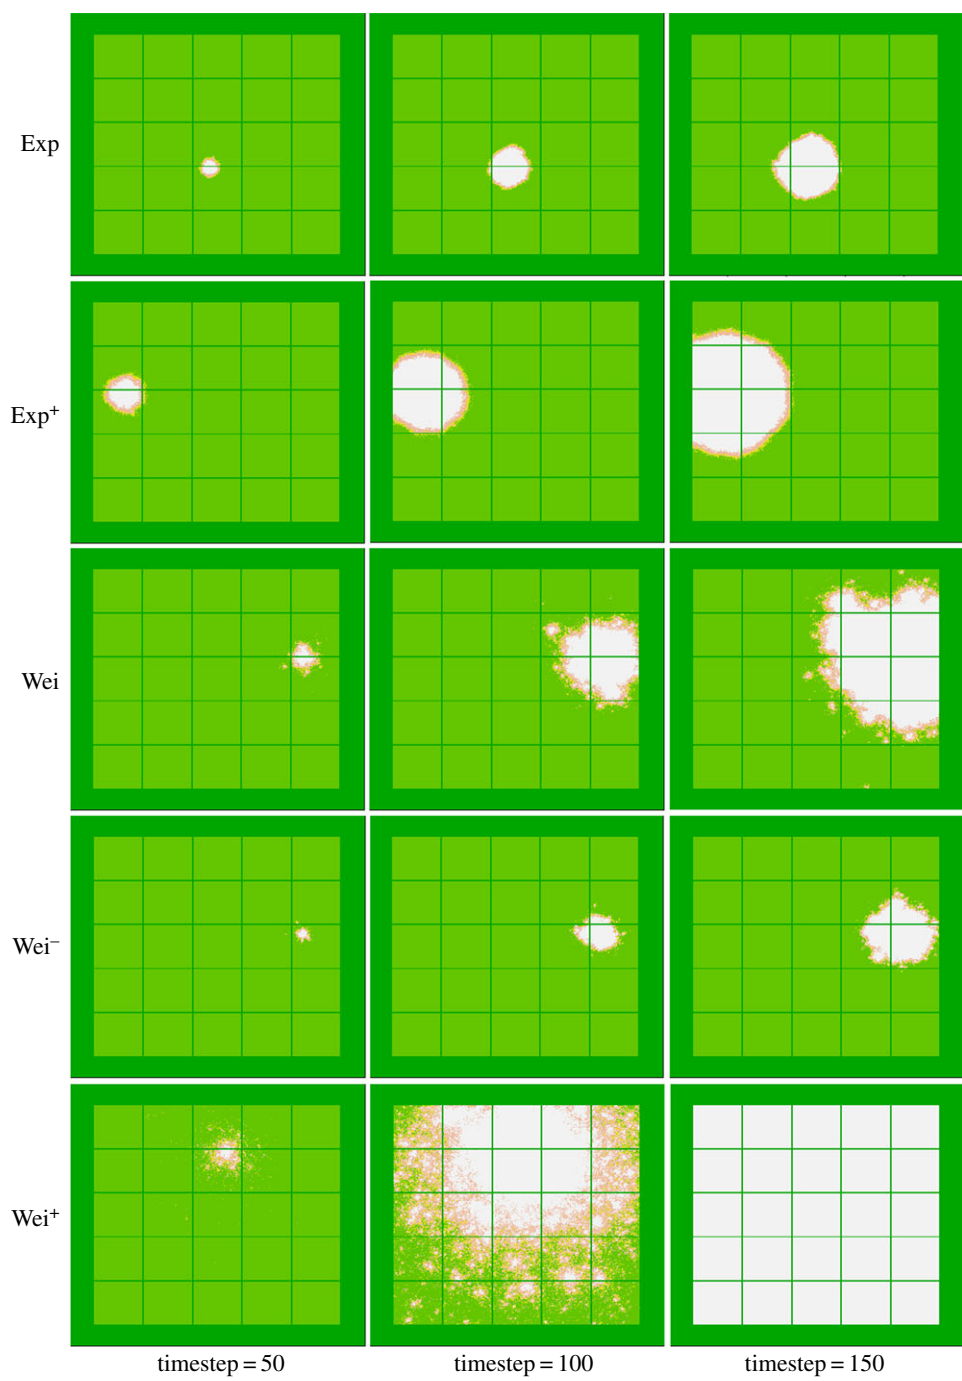 Exp
Exp⁺
Wei
Wei⁻
Wei⁺
timestep = 50 timestep = 100 timestep = 150